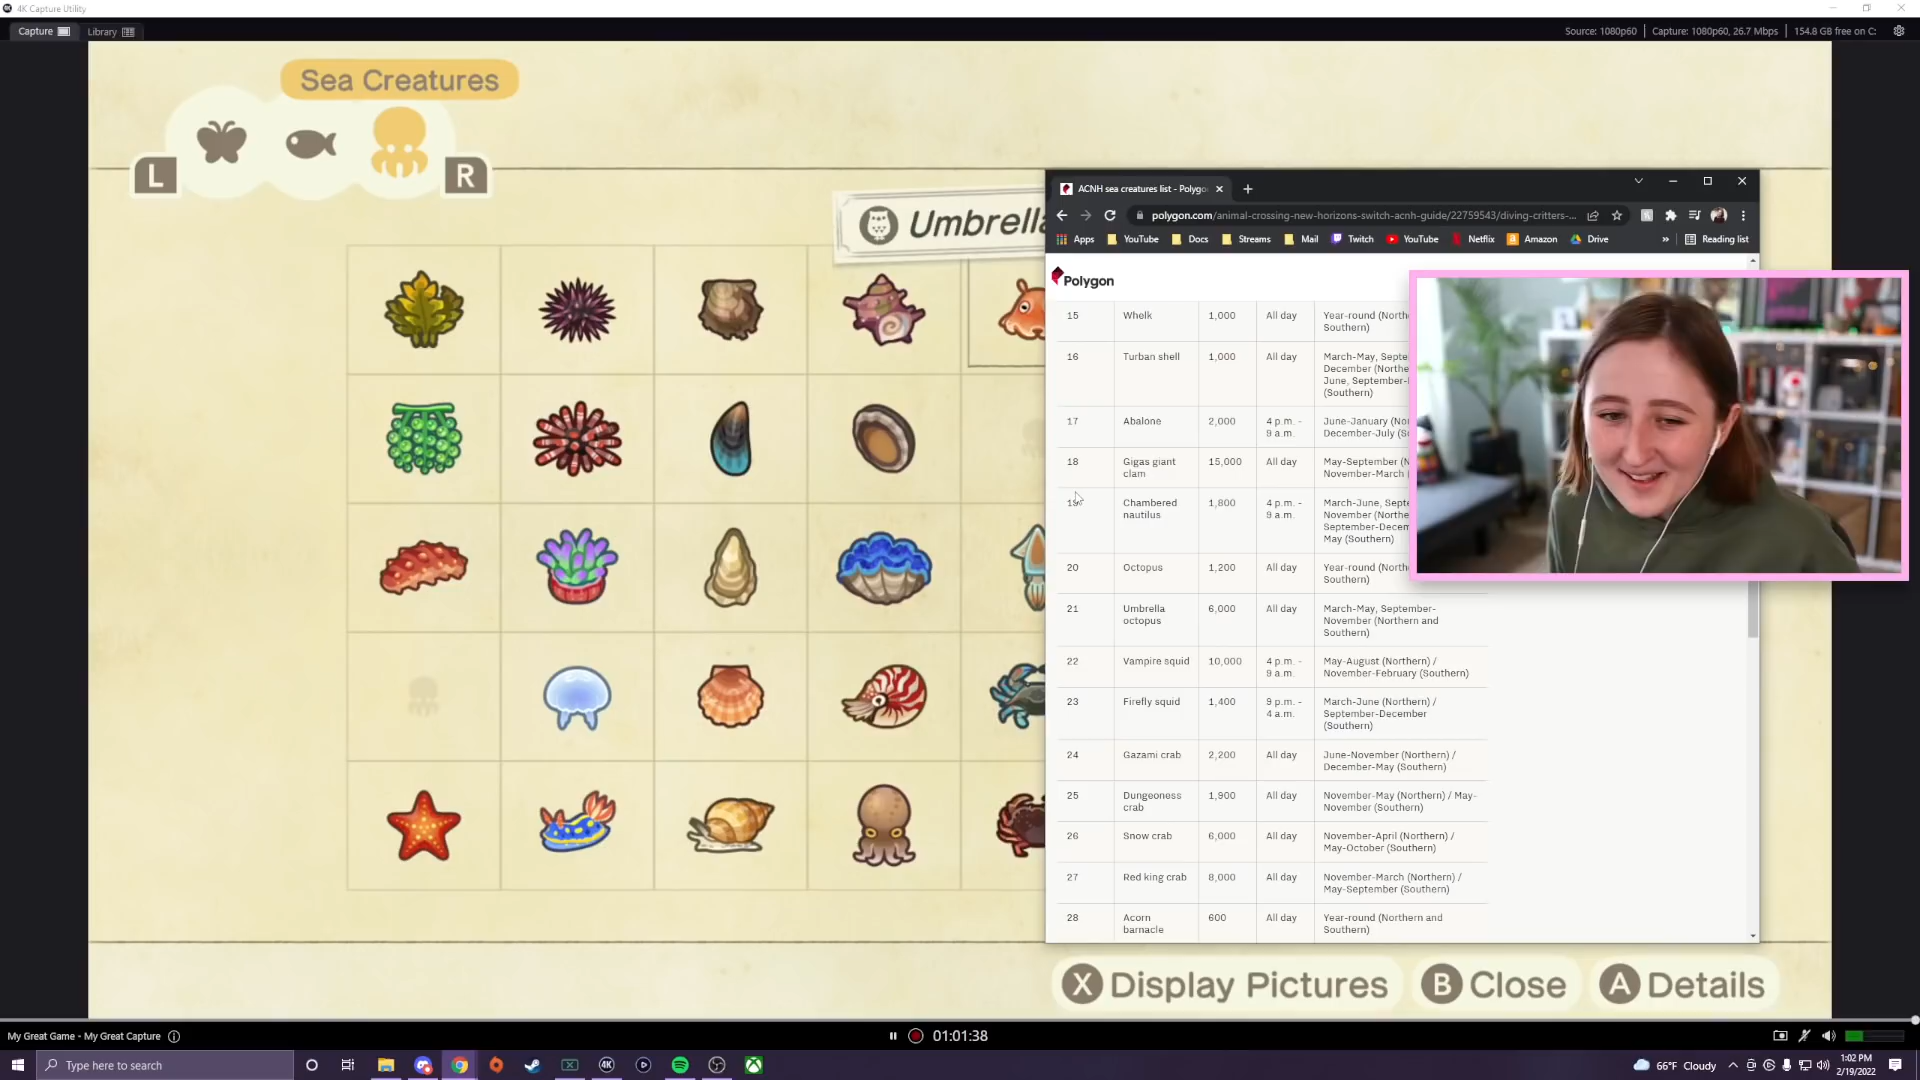 4K Capture Utility
Capture
Library
Source: 1080p60
Capture: 1080p60, 26.7 Mbps
154.8 GB free on C:
Sea Creatures
L
R
Umbrella
ACNH sea creatures list - Polygo
polygon.com/animal-crossing-new-horizons-switch-acnh-guide/22759543/diving-critters-...
Apps YouTube Docs Streams Mail Twitch YouTube Netflix Amazon Drive » Reading list
Polygon
15 Whelk 1,000 All day Year-round (North
Southern)
16 Turban shell 1,000 All day March-May, Septe
December (Northe
June, September-
(Southern)
17 Abalone 2,000 4 p.m. - June-January (No
9 a.m. December-July (So
18 Gigas giant 15,000 All day May-September (N
clam November-March (
19 Chambered 1,800 4 p.m. - March-June, Septe
nautilus 9 a.m. November (Northe
September-Decem
May (Southern)
20 Octopus 1,200 All day Year-round (North
Southern)
21 Umbrella 6,000 All day March-May, September-
octopus November (Northern and
Southern)
22 Vampire squid 10,000 4 p.m. - May-August (Northern) /
9 a.m. November-February (Southern)
23 Firefly squid 1,400 9 p.m. - March-June (Northern) /
4 a.m. September-December
(Southern)
24 Gazami crab 2,200 All day June-November (Northern) /
December-May (Southern)
25 Dungeoness 1,900 All day November-May (Northern) / May-
crab November (Southern)
26 Snow crab 6,000 All day November-April (Northern) /
May-October (Southern)
27 Red king crab 8,000 All day November-March (Northern) /
May-September (Southern)
28 Acorn 600 All day Year-round (Northern and
barnacle Southern)
X Display Pictures B Close A Details
My Great Game - My Great Capture
01:01:38
Type here to search
4K
66°F Cloudy
1:02 PM
2/19/2022